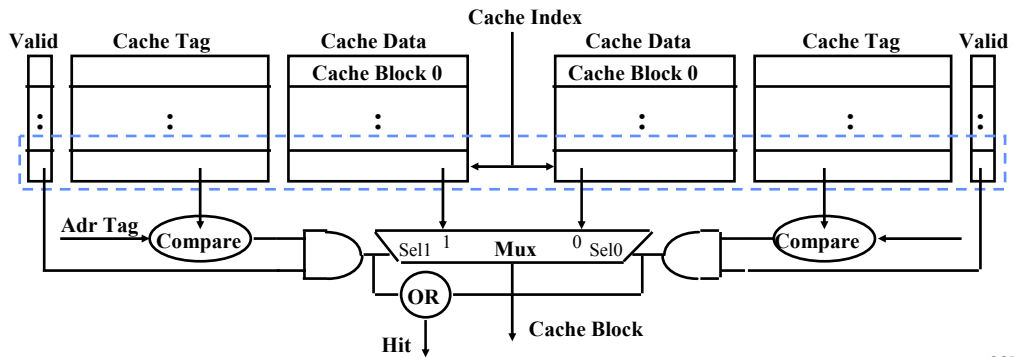 Cache Index
Valid Cache Tag Cache Data Cache Data Cache Tag Valid
Cache Block 0 Cache Block 0
: : : : : :
Adr Tag
Compare Sel1 1 Mux 0 Sel0 Compare
OR
Cache Block
Hit